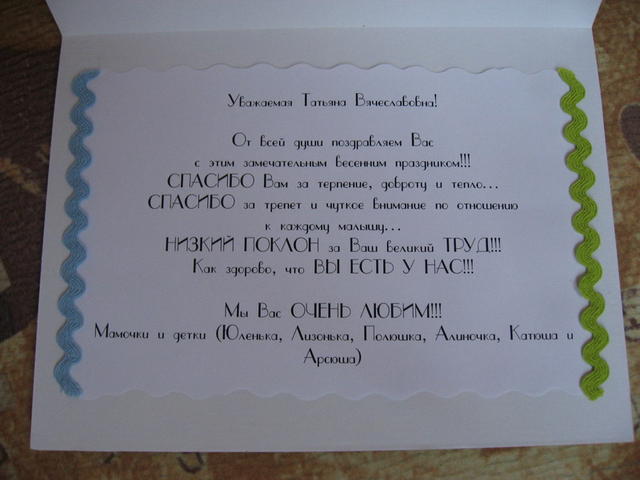 Уважаемая Татьяна Вячеславовна!
От всей души поздравляем Вас
с этим замечательным весенним праздником!!!
СПАСИБО Вам за терпение, доброту и тепло...
СПАСИБО за трепет и чуткое внимание по отношению
к каждому малышу...
НИЗКИЙ ПОКЛОН за Ваш великий ТРУД!!!
Как здорово, что ВЫ ЕСТЬ У НАС!!!
Мы Вас ОЧЕНЬ ЛЮБИМ!!!
Мамочки и детки (Юленька, Лизонька, Полюшка, Алиночка, Катюша и
Арсюша)